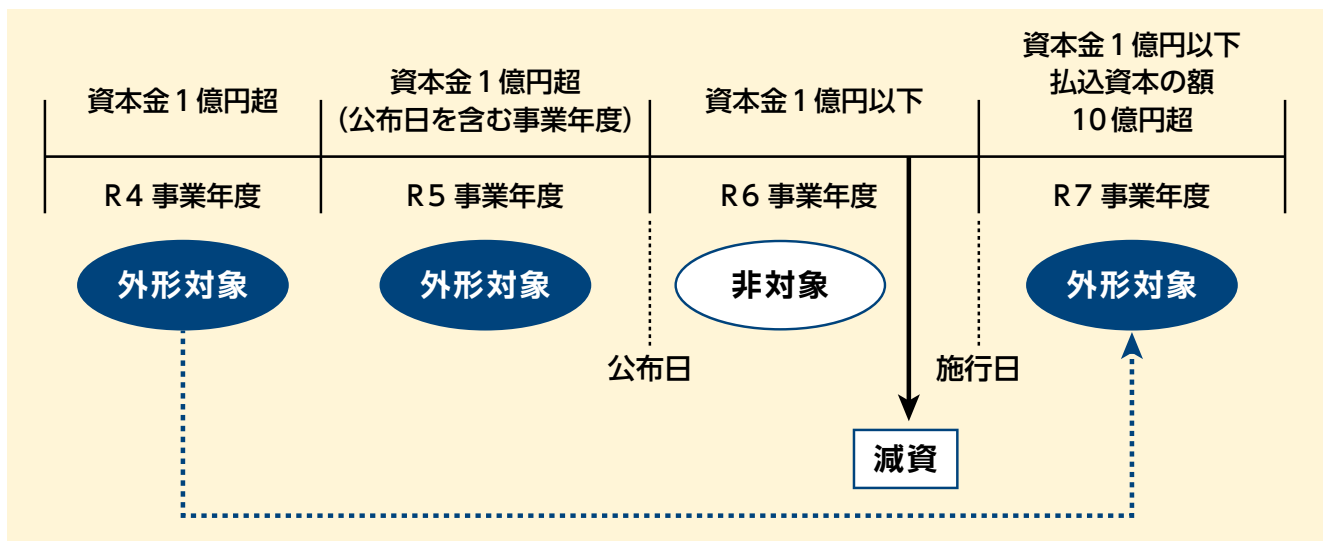 資本金1億円超
資本金1億円超
（公布日を含む事業年度）
資本金1億円以下
資本金1億円以下
払込資本の額
10億円超
R4 事業年度
R5 事業年度
R6 事業年度
R7 事業年度
外形対象
外形対象
非対象
外形対象
公布日
施行日
減資